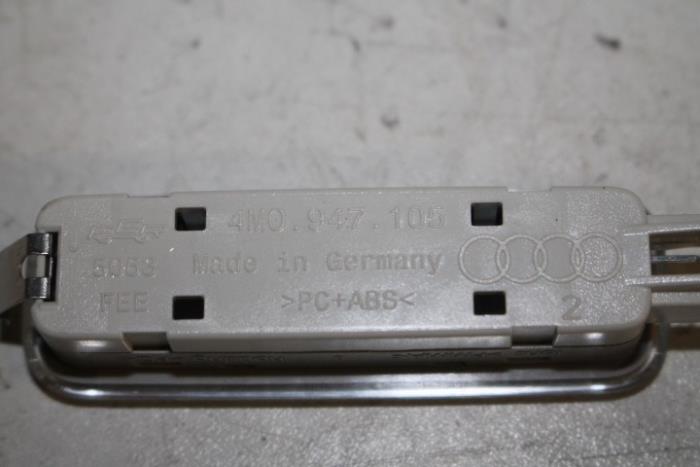 4M0.947.105
5053 Made in Germany
FEE >PC+ABS< 2